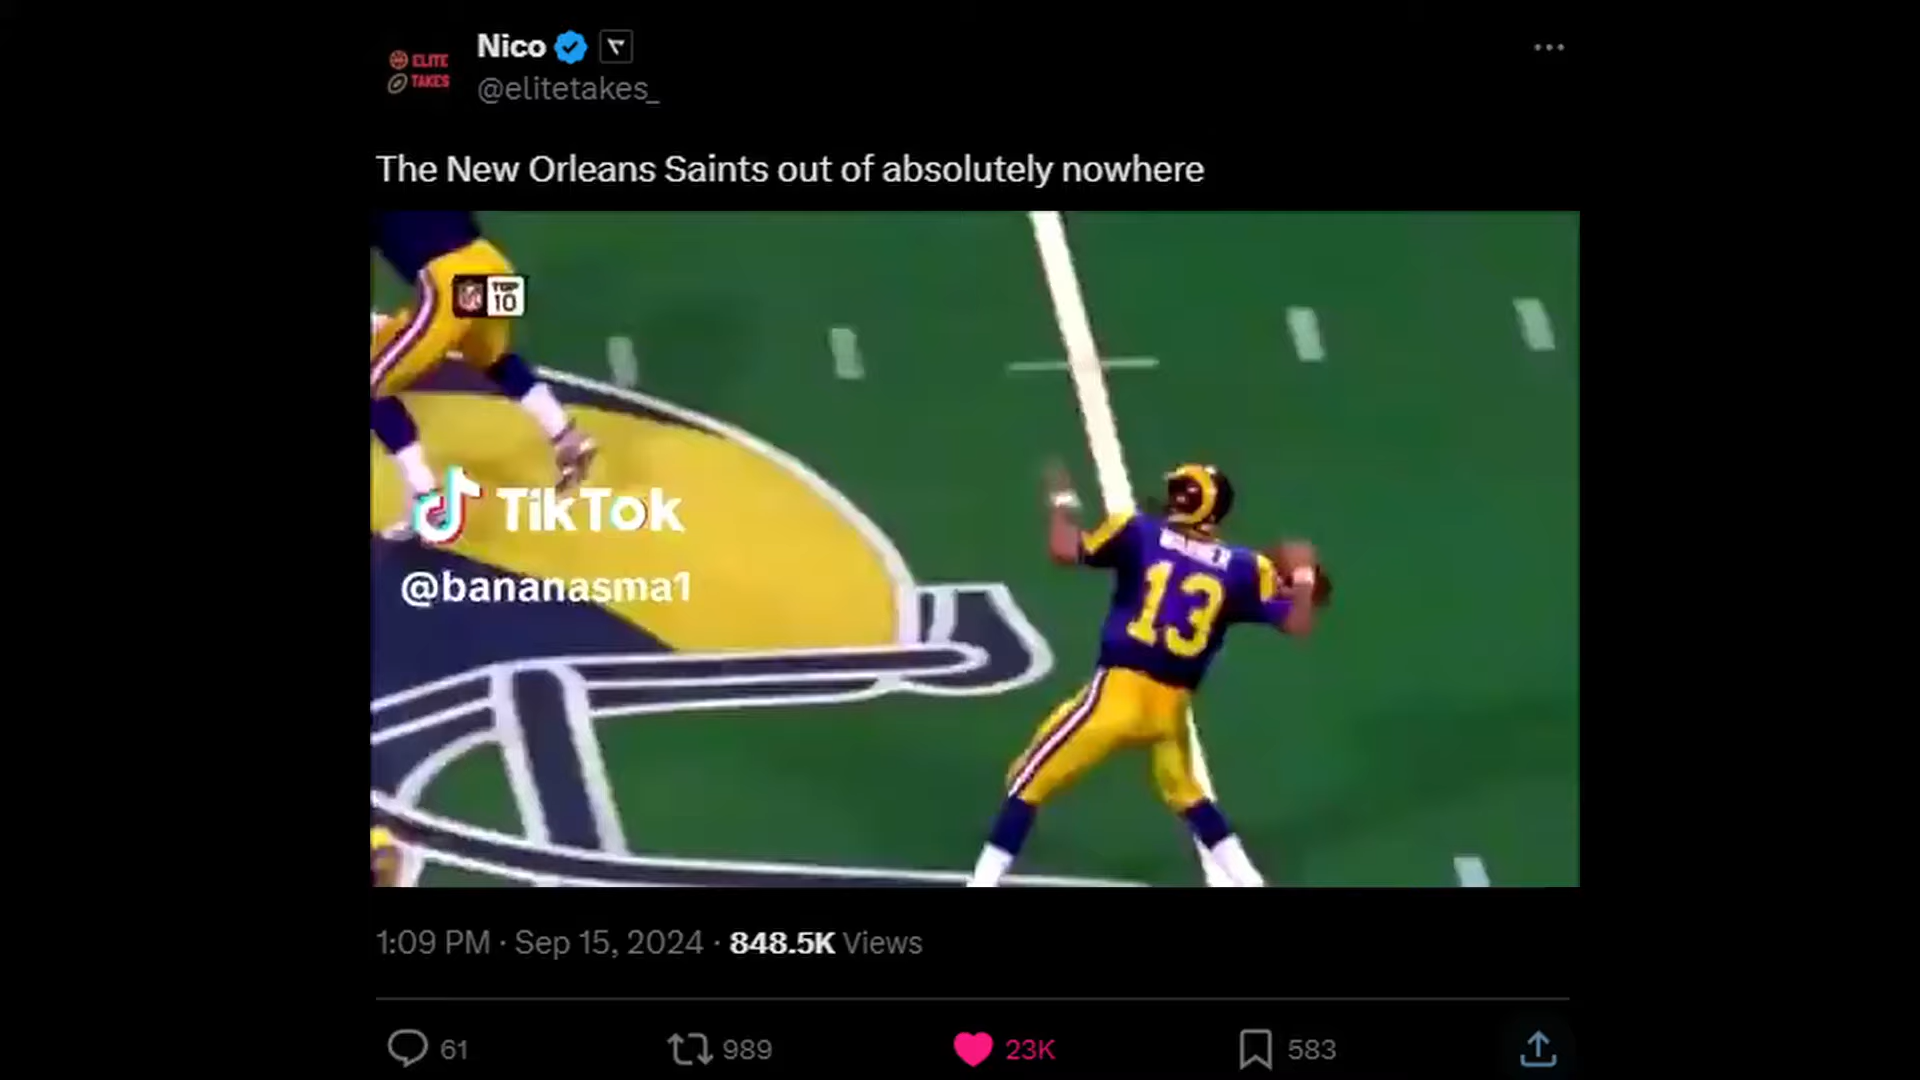 ELITE
TAKES
Nico
@elitetakes_
The New Orleans Saints out of absolutely nowhere
NFL TOP
10
TikTok
@bananasma1
13
1:09 PM · Sep 15, 2024 · 848.5K Views
61
989
23K
583